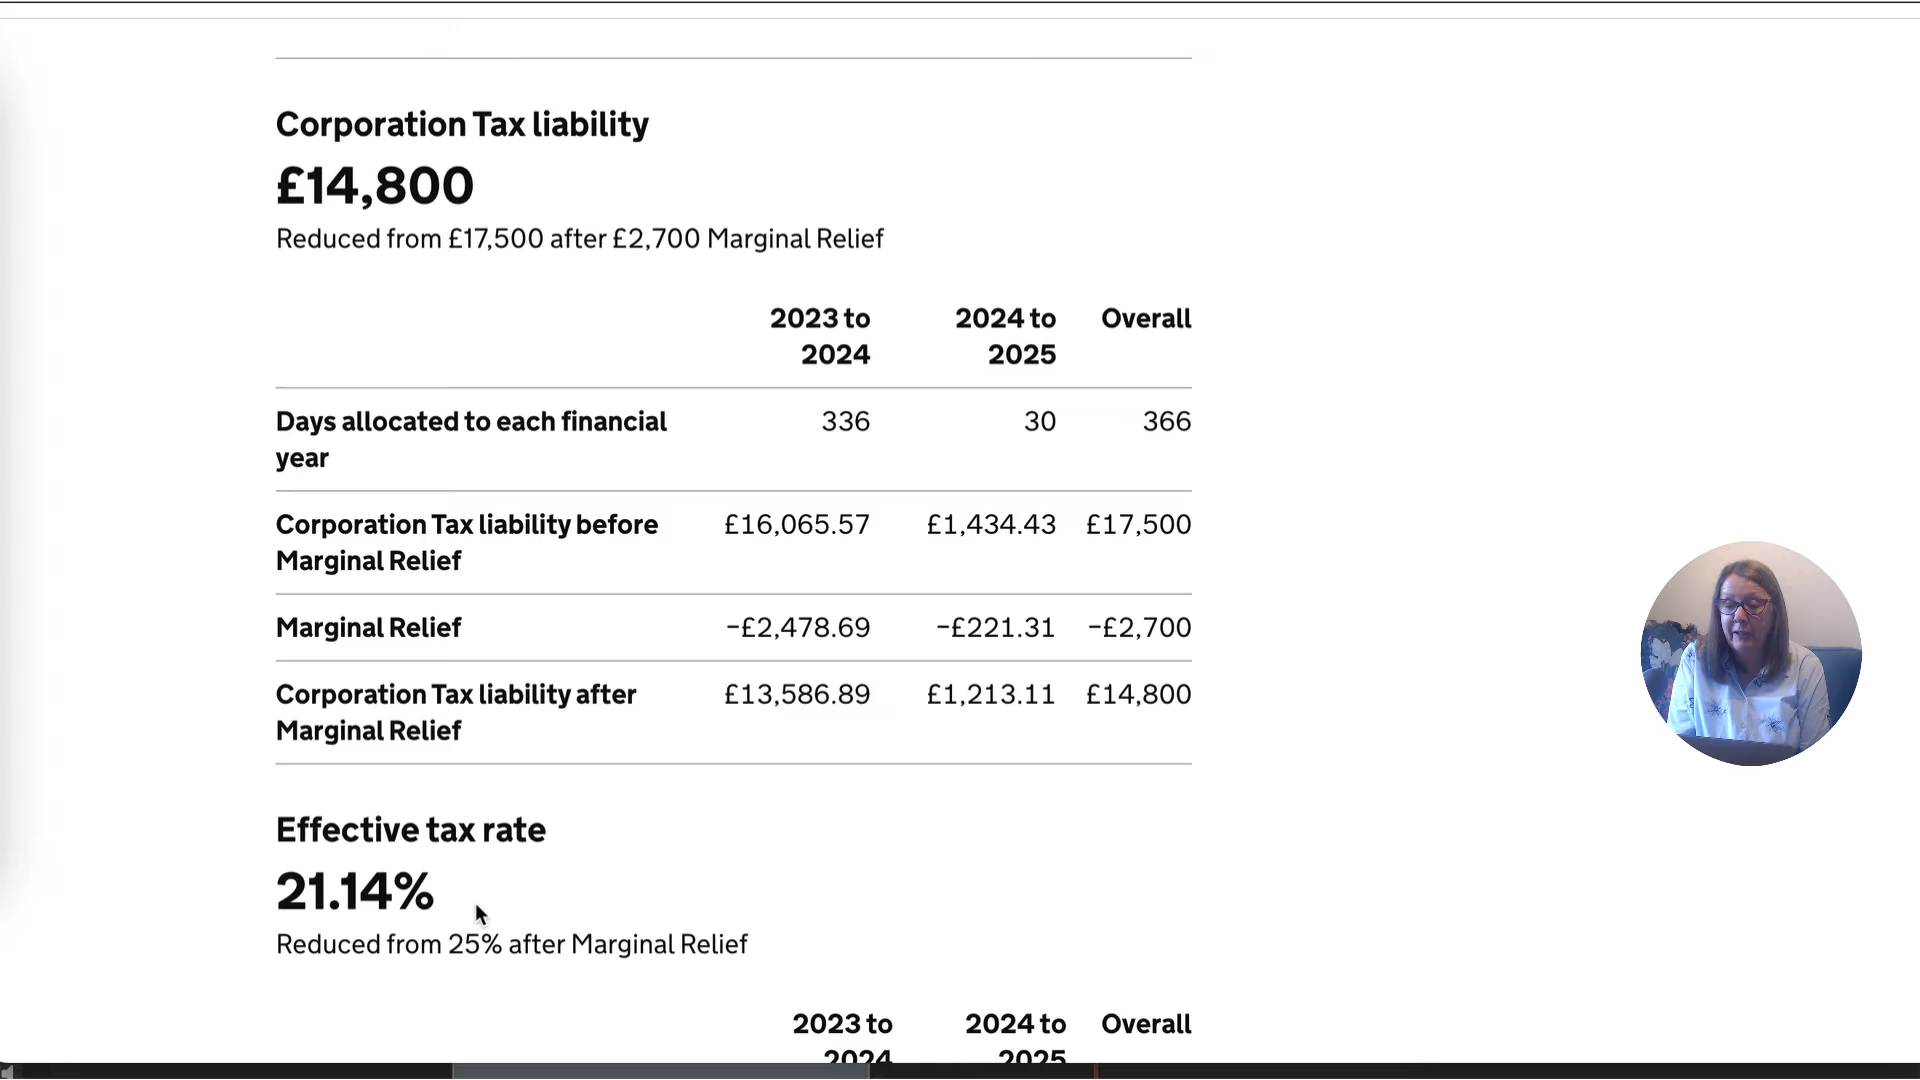 Corporation Tax liability
£14,800
Reduced from £17,500 after £2,700 Marginal Relief
2023 to 2024 2024 to 2025 Overall
Days allocated to each financial year 336 30 366
Corporation Tax liability before Marginal Relief £16,065.57 £1,434.43 £17,500
Marginal Relief −£2,478.69 −£221.31 −£2,700
Corporation Tax liability after Marginal Relief £13,586.89 £1,213.11 £14,800
Effective tax rate
21.14%
Reduced from 25% after Marginal Relief
2023 to 2024 2024 to 2025 Overall